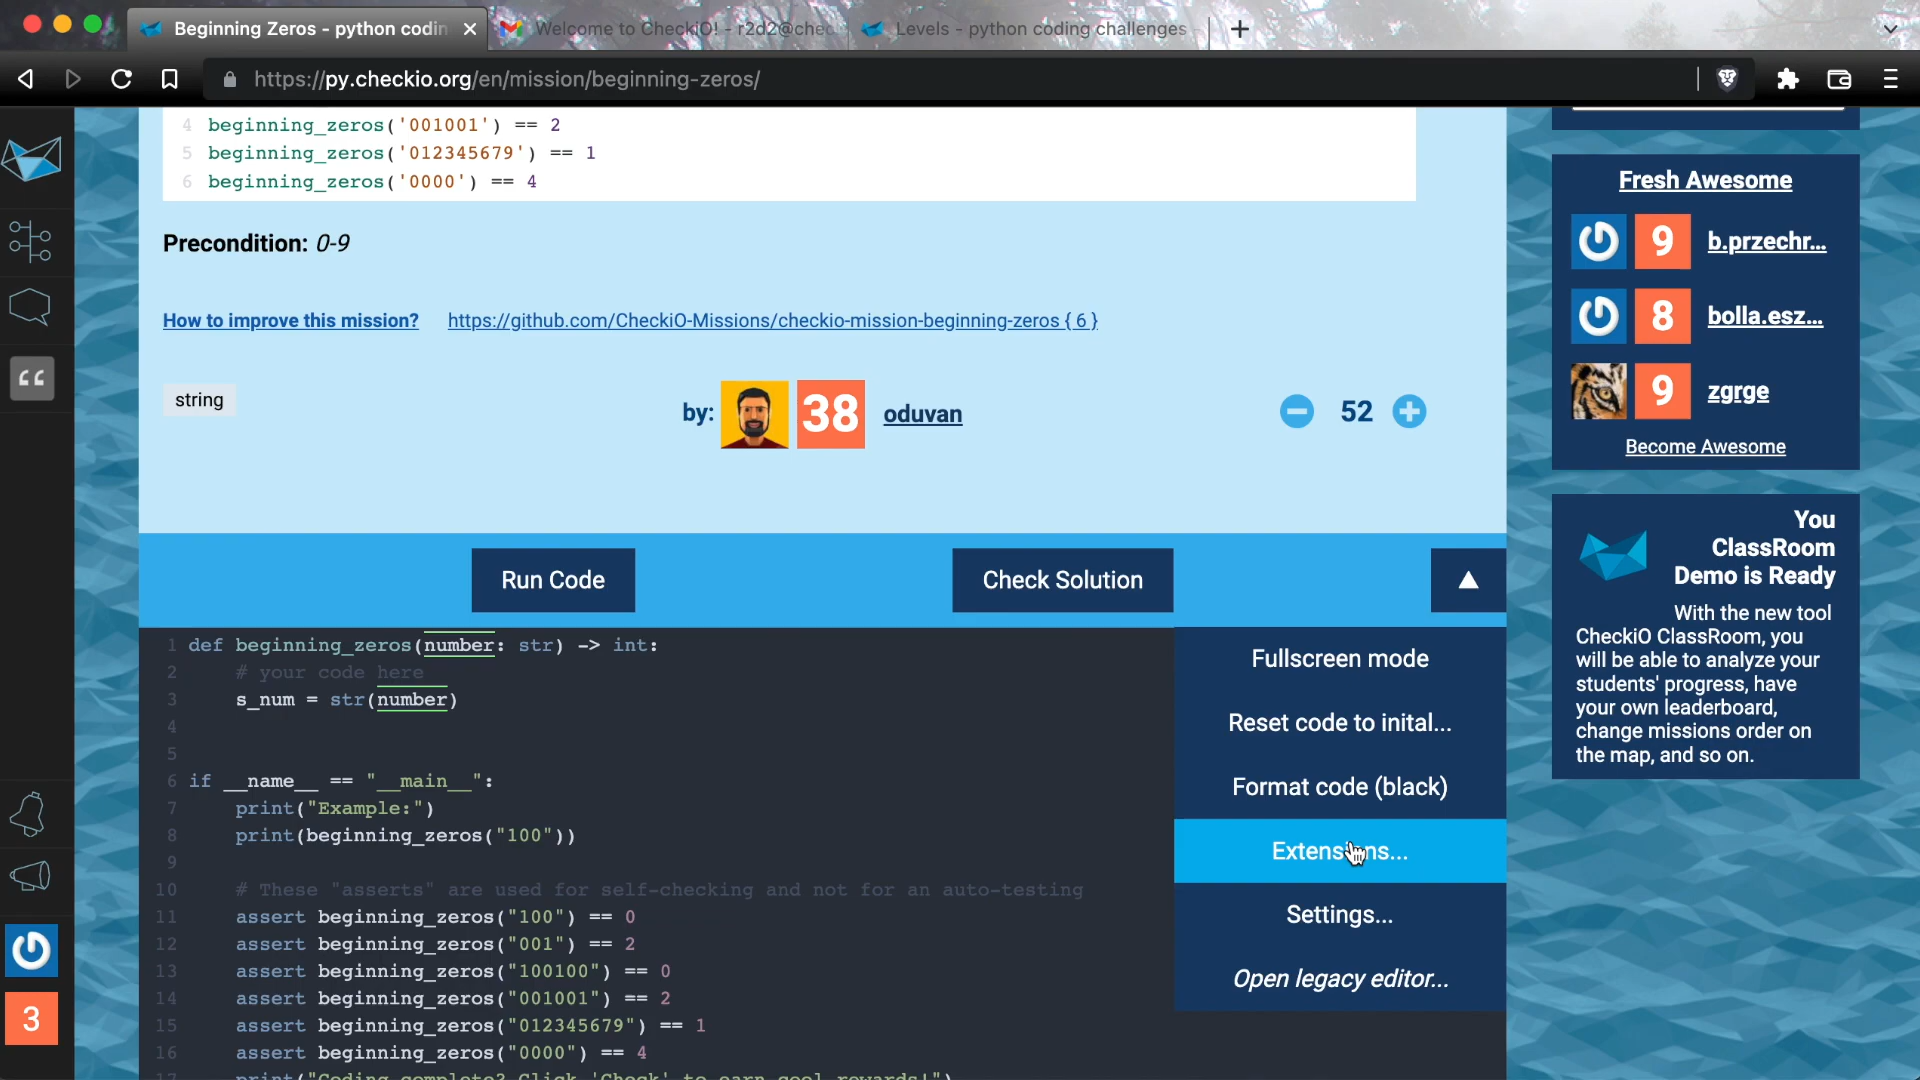 Beginning Zeros - python codin
Welcome to CheckiO! - r2d2@chec
Levels - python coding challenges
https://py.checkio.org/en/mission/beginning-zeros/
4 beginning_zeros('001001') == 2
5 beginning_zeros('012345679') == 1
6 beginning_zeros('0000') == 4
Precondition: 0-9
How to improve this mission? https://github.com/CheckiO-Missions/checkio-mission-beginning-zeros { 6 }
string
by: 38 oduvan
52
Run Code
Check Solution
1 def beginning_zeros(number: str) -> int:
2 # your code here
3 s_num = str(number)
4
5
6 if __name__ == "__main__":
7 print("Example:")
8 print(beginning_zeros("100"))
9
10 # These "asserts" are used for self-checking and not for an auto-testing
11 assert beginning_zeros("100") == 0
12 assert beginning_zeros("001") == 2
13 assert beginning_zeros("100100") == 0
14 assert beginning_zeros("001001") == 2
15 assert beginning_zeros("012345679") == 1
16 assert beginning_zeros("0000") == 4
17 print("Coding complete? Click 'Check' to earn cool rewards!")
Fullscreen mode
Reset code to inital...
Format code (black)
Extensions...
Settings...
Open legacy editor...
Fresh Awesome
9 b.przechr...
8 bolla.esz...
9 zgrge
Become Awesome
You
ClassRoom
Demo is Ready
With the new tool
CheckiO ClassRoom, you
will be able to analyze your
students' progress, have
your own leaderboard,
change missions order on
the map, and so on.
3